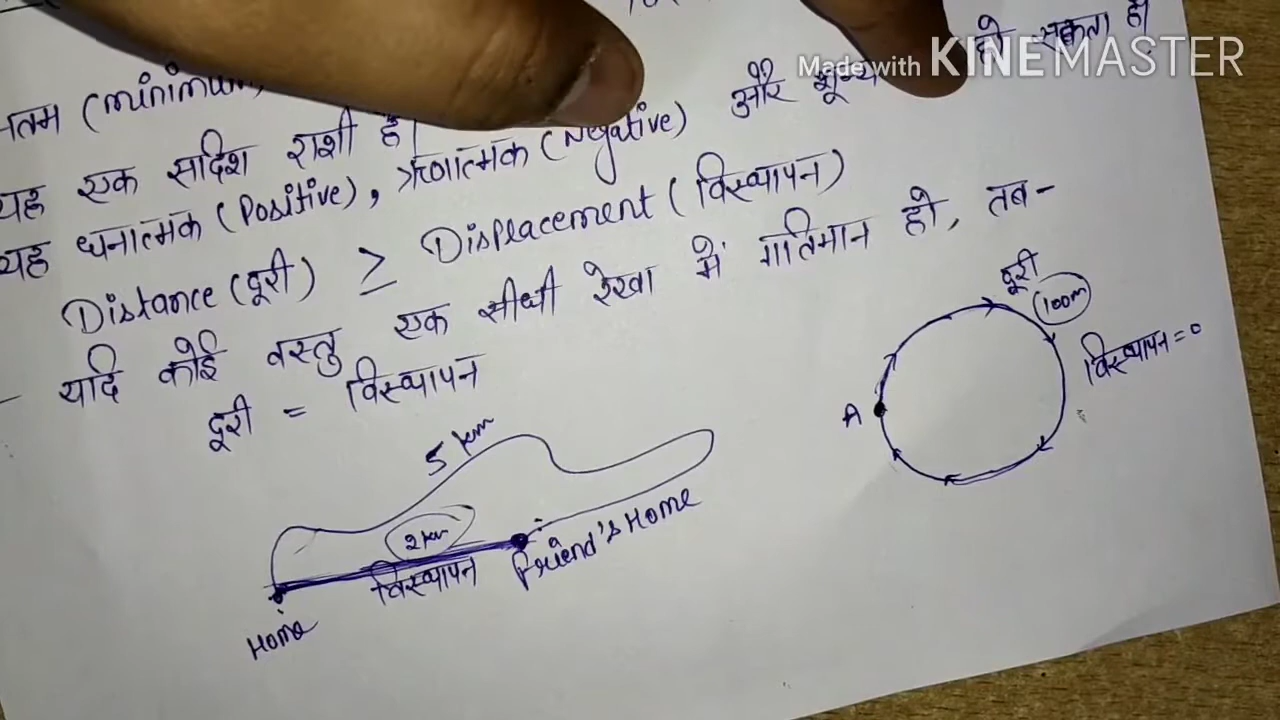 Made with KINEMASTER
(minimum
यह एक सदिश राशी है।
यह धनात्मक (Positive), ऋणात्मक (Negative) और शून्य हो सकता है।
Distance (दूरी) ≥ Displacement (विस्थापन)
- यदि कोई वस्तु एक सीधी रेखा में गतिमान हो, तब-
दूरी = विस्थापन
दूरी
100m
विस्थापन = 0
A
5 km
2 km
विस्थापन
Home
Friend's Home